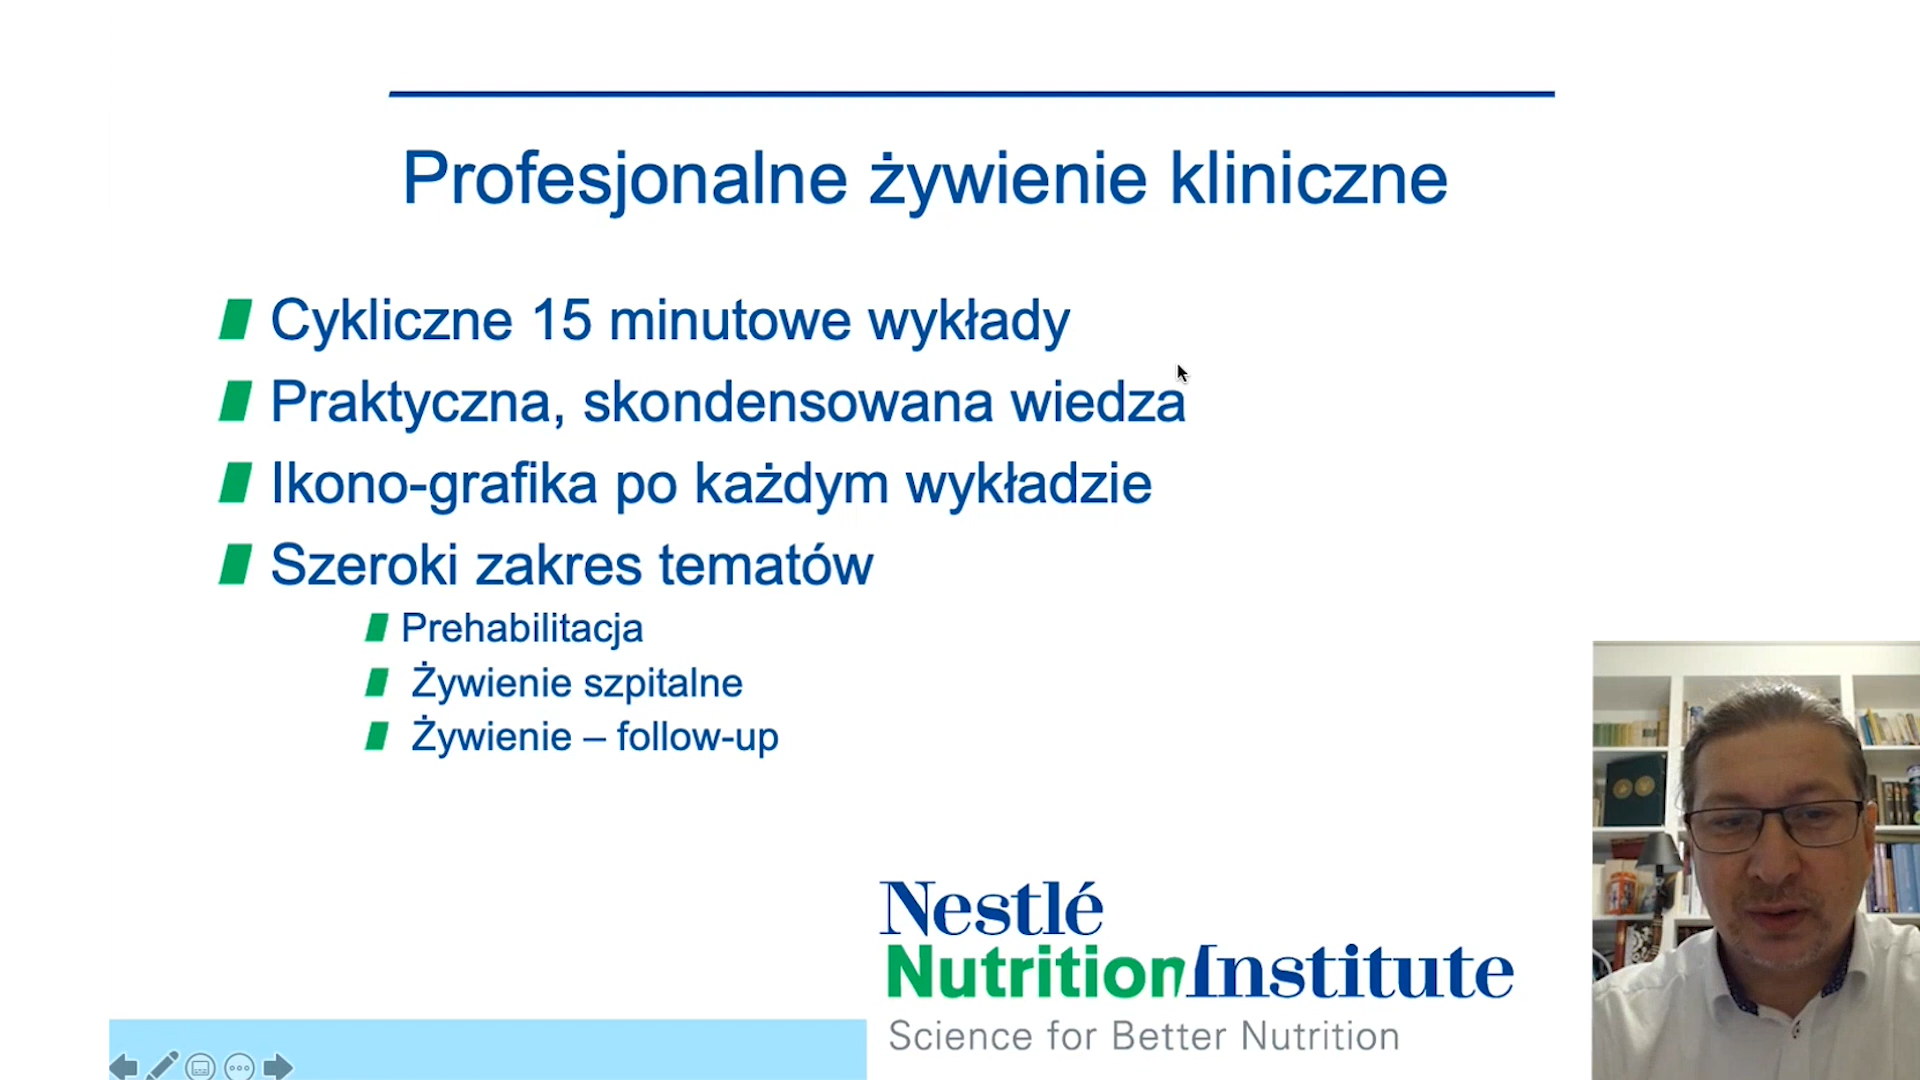 Profesjonalne żywienie kliniczne
Cykliczne 15 minutowe wykłady
Praktyczna, skondensowana wiedza
Ikono-grafika po każdym wykładzie
Szeroki zakres tematów
Prehabilitacja
Żywienie szpitalne
Żywienie – follow-up
Nestlé
NutritionInstitute
Science for Better Nutrition